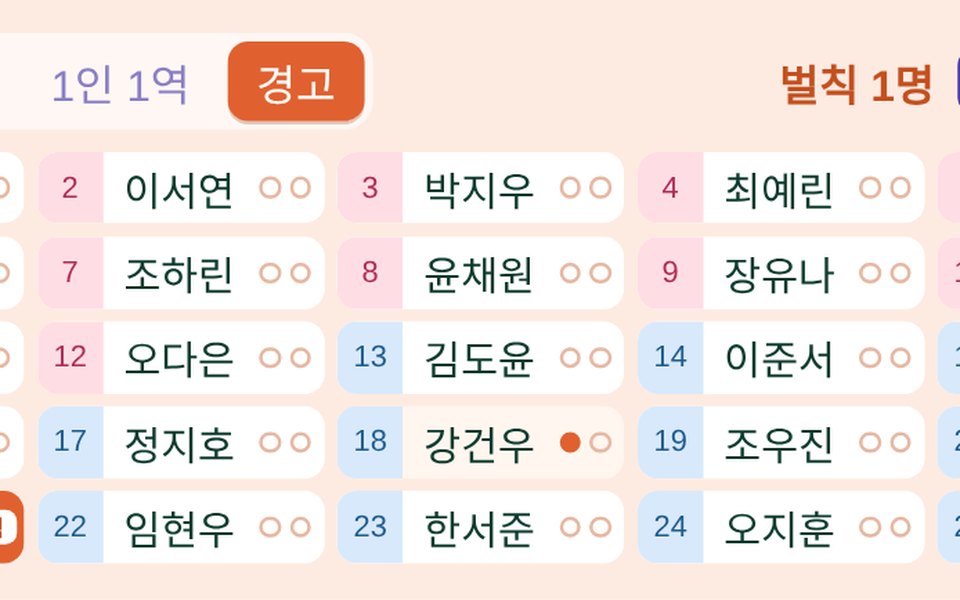 1인 1역 경고 벌칙 1명
2 이서연 3 박지우 4 최예린
7 조하린 8 윤채원 9 장유나
12 오다은 13 김도윤 14 이준서
17 정지호 18 강건우 19 조우진
22 임현우 23 한서준 24 오지훈